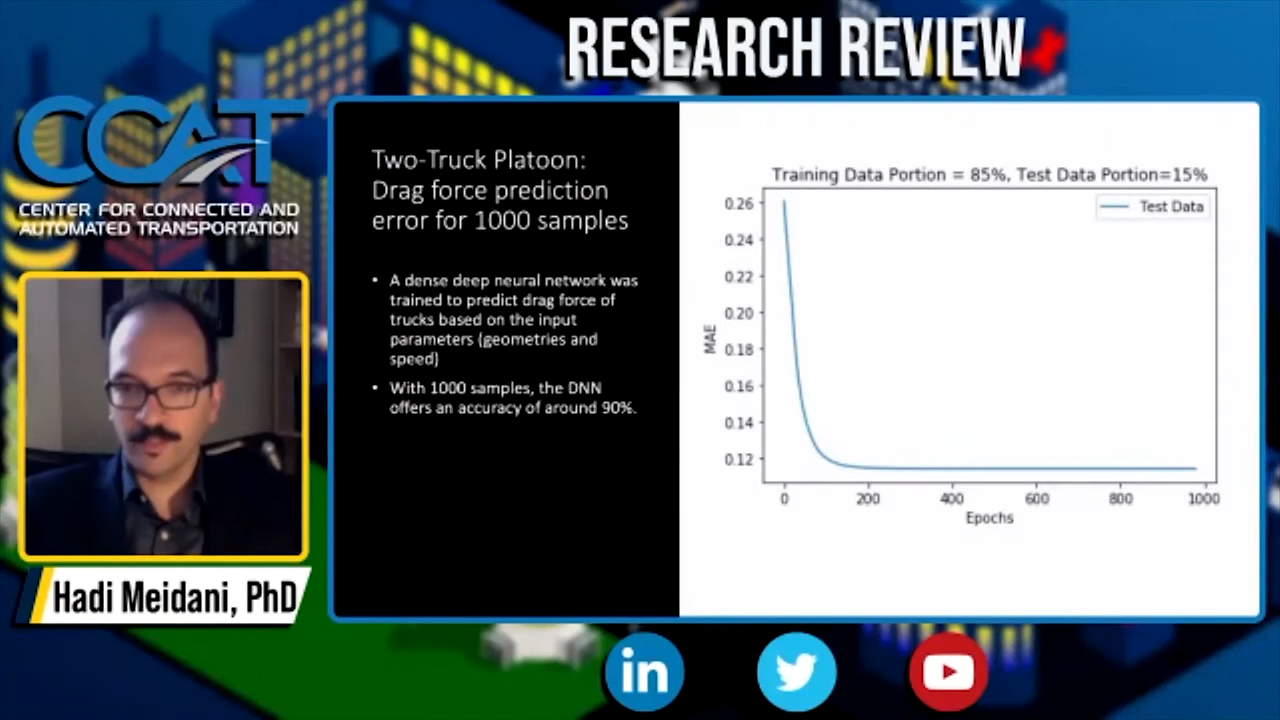 RESEARCH REVIEW
CCAT
CENTER FOR CONNECTED AND
AUTOMATED TRANSPORTATION
Hadi Meidani, PhD
Two-Truck Platoon:
Drag force prediction
error for 1000 samples
• A dense deep neural network was
trained to predict drag force of
trucks based on the input
parameters (geometries and
speed)
• With 1000 samples, the DNN
offers an accuracy of around 90%.
Training Data Portion = 85%, Test Data Portion=15%
Test Data
MAE
0.26
0.24
0.22
0.20
0.18
0.16
0.14
0.12
0 200 400 600 800 1000
Epochs
in